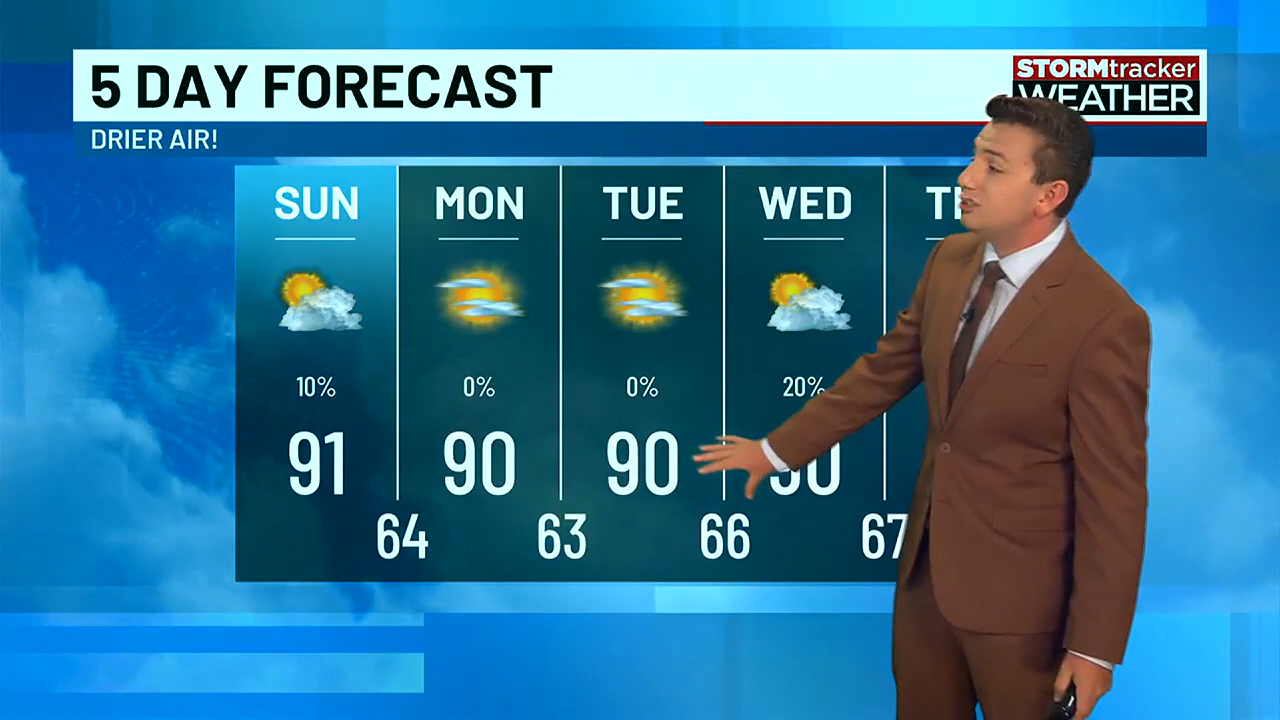 5 DAY FORECAST
STORMtracker
WEATHER
DRIER AIR!
SUN MON TUE WED
10% 0% 0% 20%
91 90 90 90
64 63 66 67